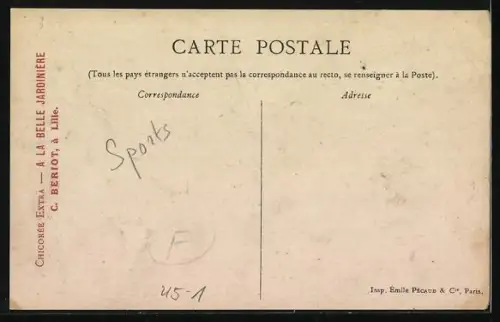 CARTE POSTALE
(Tous les pays étrangers n'acceptent pas la correspondance au recto, se renseigner à la Poste).
Correspondance
Adresse
CHICORÉE EXTRA — A LA BELLE JARDINIÈRE
C. BERIOT, à Lille.
Sports
F
45-1
Imp. Émile PÉCAUD & Cie, Paris.